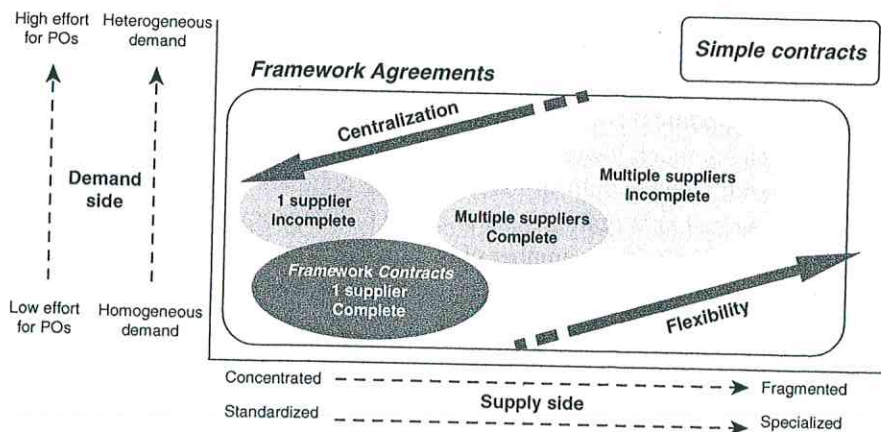 High effort
for POs
Heterogeneous
demand
Simple contracts
Framework Agreements
Centralization
Demand
side
1 supplier
Incomplete
Multiple suppliers
Complete
Multiple suppliers
Incomplete
Framework Contracts
1 supplier
Complete
Flexibility
Low effort
for POs
Homogeneous
demand
Concentrated
Fragmented
Supply side
Standardized
Specialized